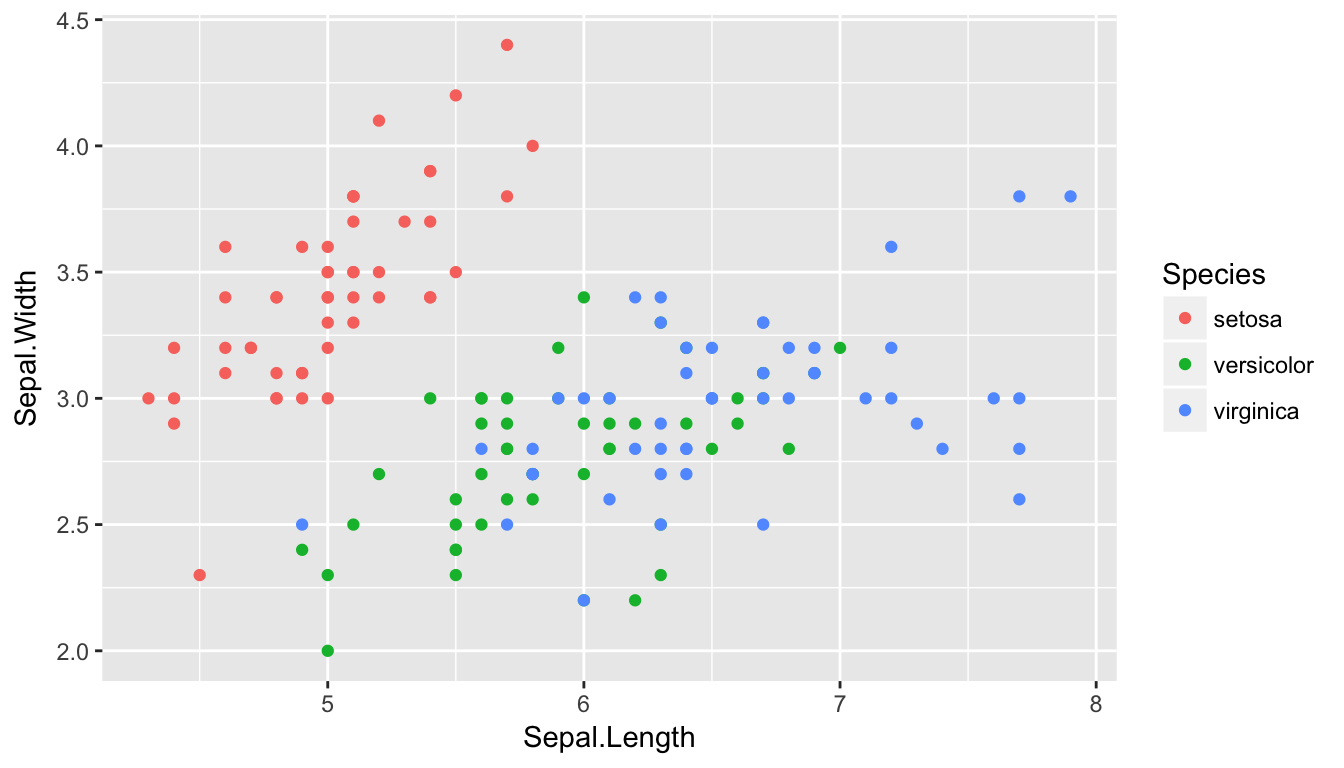 4.5
4.0
3.5
3.0
2.5
2.0
Sepal.Width
5 6 7 8
Sepal.Length
Species
setosa
versicolor
virginica